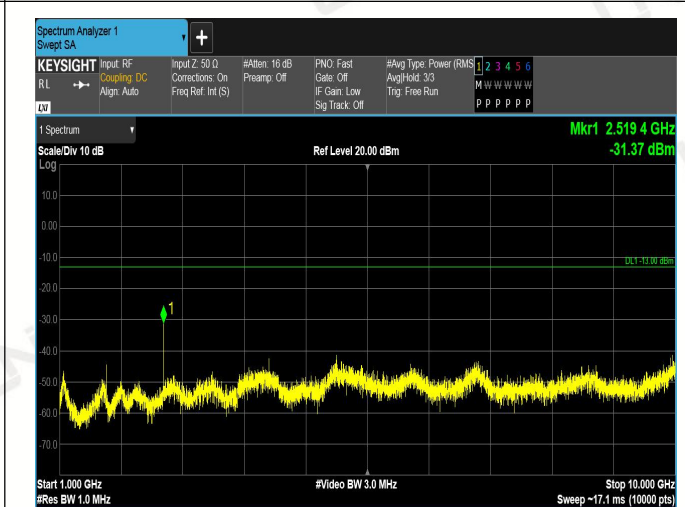 Spectrum Analyzer 1
Swept SA
+
KEYSIGHT
RL
LXI
Input: RF
Coupling: DC
Align: Auto
Input Z: 50 Ω
Corrections: On
Freq Ref: Int (S)
#Atten: 16 dB
Preamp: Off
PNO: Fast
Gate: Off
IF Gain: Low
Sig Track: Off
#Avg Type: Power (RMS
Avg|Hold: 3/3
Trig: Free Run
1 2 3 4 5 6
M W W W W W
P P P P P P
1 Spectrum
Scale/Div 10 dB
Ref Level 20.00 dBm
Mkr1 2.519 4 GHz
-31.37 dBm
Log
10.0
0.00
-10.0
DL1 -13.00 dBm
-20.0
1
-30.0
-40.0
-50.0
-60.0
-70.0
Start 1.000 GHz
#Video BW 3.0 MHz
Stop 10.000 GHz
#Res BW 1.0 MHz
Sweep ~17.1 ms (10000 pts)